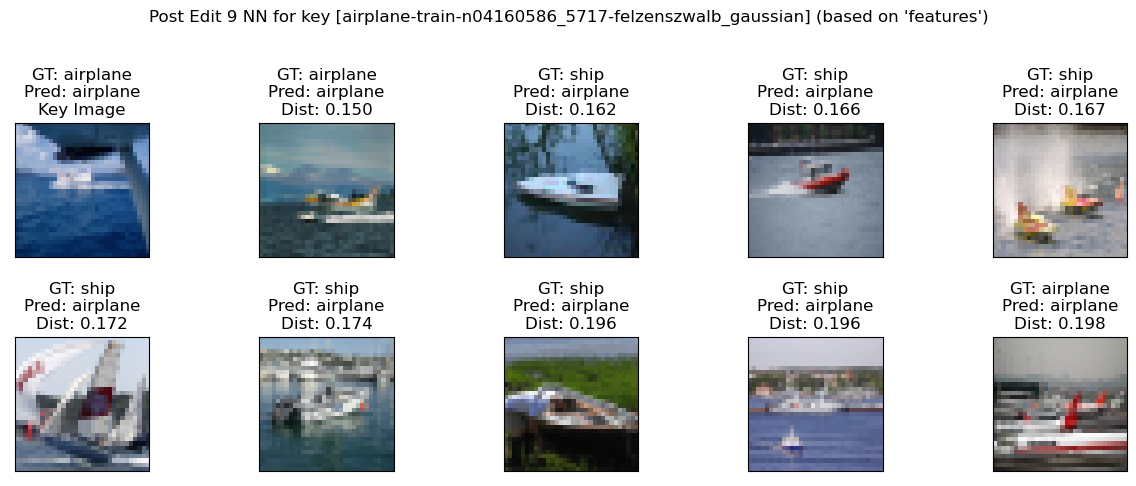 Post Edit 9 NN for key [airplane-train-n04160586_5717-felzenszwalb_gaussian] (based on 'features')
GT: airplane
Pred: airplane
Key Image
GT: airplane
Pred: airplane
Dist: 0.150
GT: ship
Pred: airplane
Dist: 0.162
GT: ship
Pred: airplane
Dist: 0.166
GT: ship
Pred: airplane
Dist: 0.167
GT: ship
Pred: airplane
Dist: 0.172
GT: ship
Pred: airplane
Dist: 0.174
GT: ship
Pred: airplane
Dist: 0.196
GT: ship
Pred: airplane
Dist: 0.196
GT: airplane
Pred: airplane
Dist: 0.198